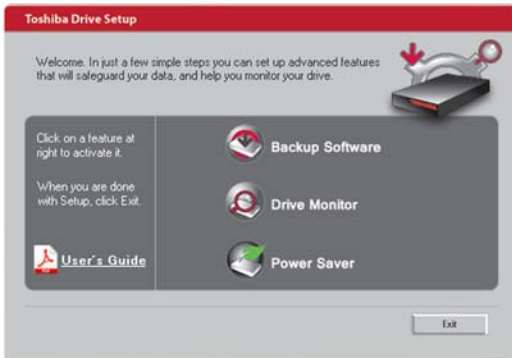 Toshiba Drive Setup
Welcome. In just a few simple steps you can set up advanced features
that will safeguard your data, and help you monitor your drive.
Click on a feature at
right to activate it.
When you are done
with Setup, click Exit.
User's Guide
Backup Software
Drive Monitor
Power Saver
Exit